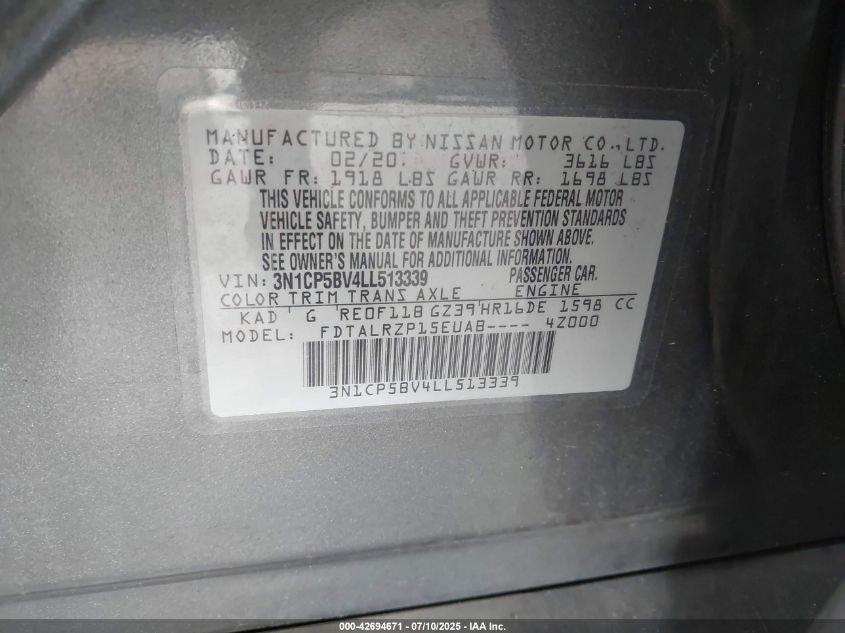 MANUFACTURED BY NISSAN MOTOR CO., LTD.
DATE: 02/20. GVWR: 3616 LBS
GAWR FR: 1918 LBS GAWR RR: 1698 LBS
THIS VEHICLE CONFORMS TO ALL APPLICABLE FEDERAL MOTOR
VEHICLE SAFETY, BUMPER AND THEFT PREVENTION STANDARDS
IN EFFECT ON THE DATE OF MANUFACTURE SHOWN ABOVE.
SEE OWNER'S MANUAL FOR ADDITIONAL INFORMATION.
VIN: 3N1CP5BV4LL513339 PASSENGER CAR.
COLOR TRIM TRANS AXLE ENGINE
KAD G RE0F11B GZ39 HR16DE 1598 CC
MODEL: FDTALRZP15EUAB---- 4Z000
3N1CP5BV4LL513339
000-42694671 - 07/10/2025 - IAA Inc.